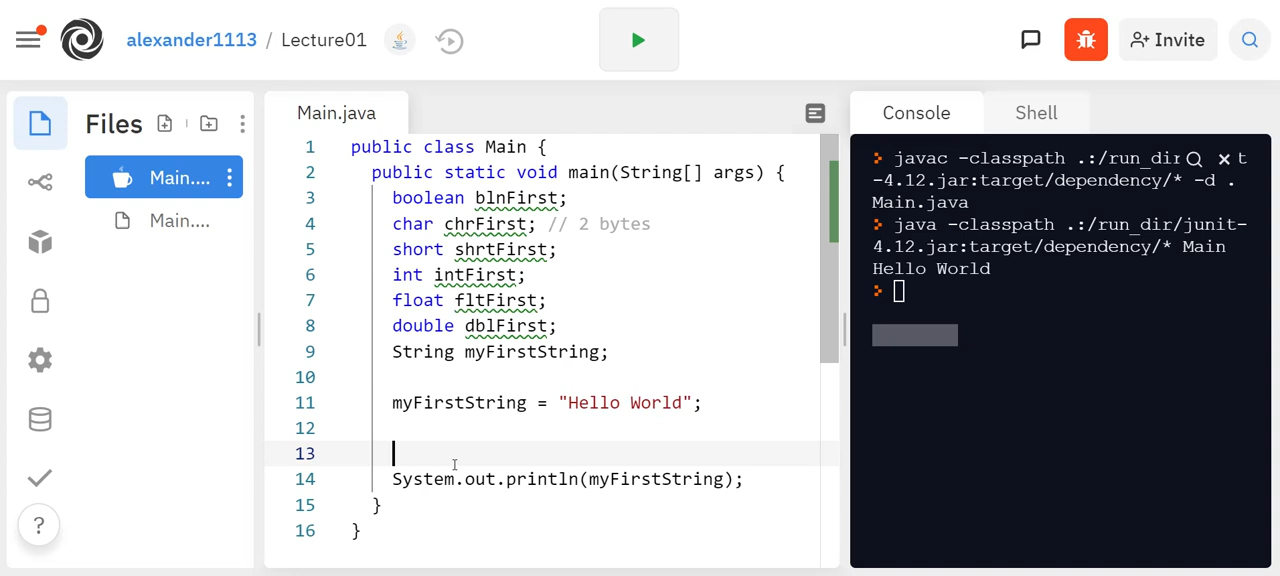 alexander1113 / Lecture01
Invite
Files
Main....
Main....
Main.java
1 public class Main {
2 public static void main(String[] args) {
3 boolean blnFirst;
4 char chrFirst; // 2 bytes
5 short shrtFirst;
6 int intFirst;
7 float fltFirst;
8 double dblFirst;
9 String myFirstString;
10
11 myFirstString = "Hello World";
12
13
14 System.out.println(myFirstString);
15 }
16 }
?
Console Shell
> javac -classpath .:/run_dir t
-4.12.jar:target/dependency/* -d .
Main.java
> java -classpath .:/run_dir/junit-
4.12.jar:target/dependency/* Main
Hello World
>